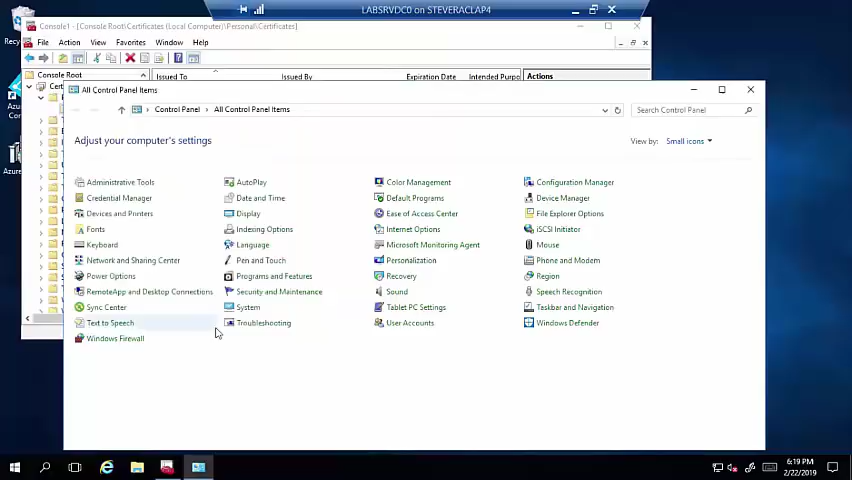 LABSRVDC0 on STEVERACLAP4
Console1 - [Console Root\Certificates (Local Computer)\Personal\Certificates]
File Action View Favorites Window Help
Console Root
Issued To Issued By Expiration Date Intended Purpo Actions
All Control Panel Items
Control Panel > All Control Panel Items
Search Control Panel
Adjust your computer's settings
View by: Small icons
Administrative Tools AutoPlay Color Management Configuration Manager
Credential Manager Date and Time Default Programs Device Manager
Devices and Printers Display Ease of Access Center File Explorer Options
Fonts Indexing Options Internet Options iSCSI Initiator
Keyboard Language Microsoft Monitoring Agent Mouse
Network and Sharing Center Pen and Touch Personalization Phone and Modem
Power Options Programs and Features Recovery Region
RemoteApp and Desktop Connections Security and Maintenance Sound Speech Recognition
Sync Center System Tablet PC Settings Taskbar and Navigation
Text to Speech Troubleshooting User Accounts Windows Defender
Windows Firewall
6:19 PM
2/22/2019